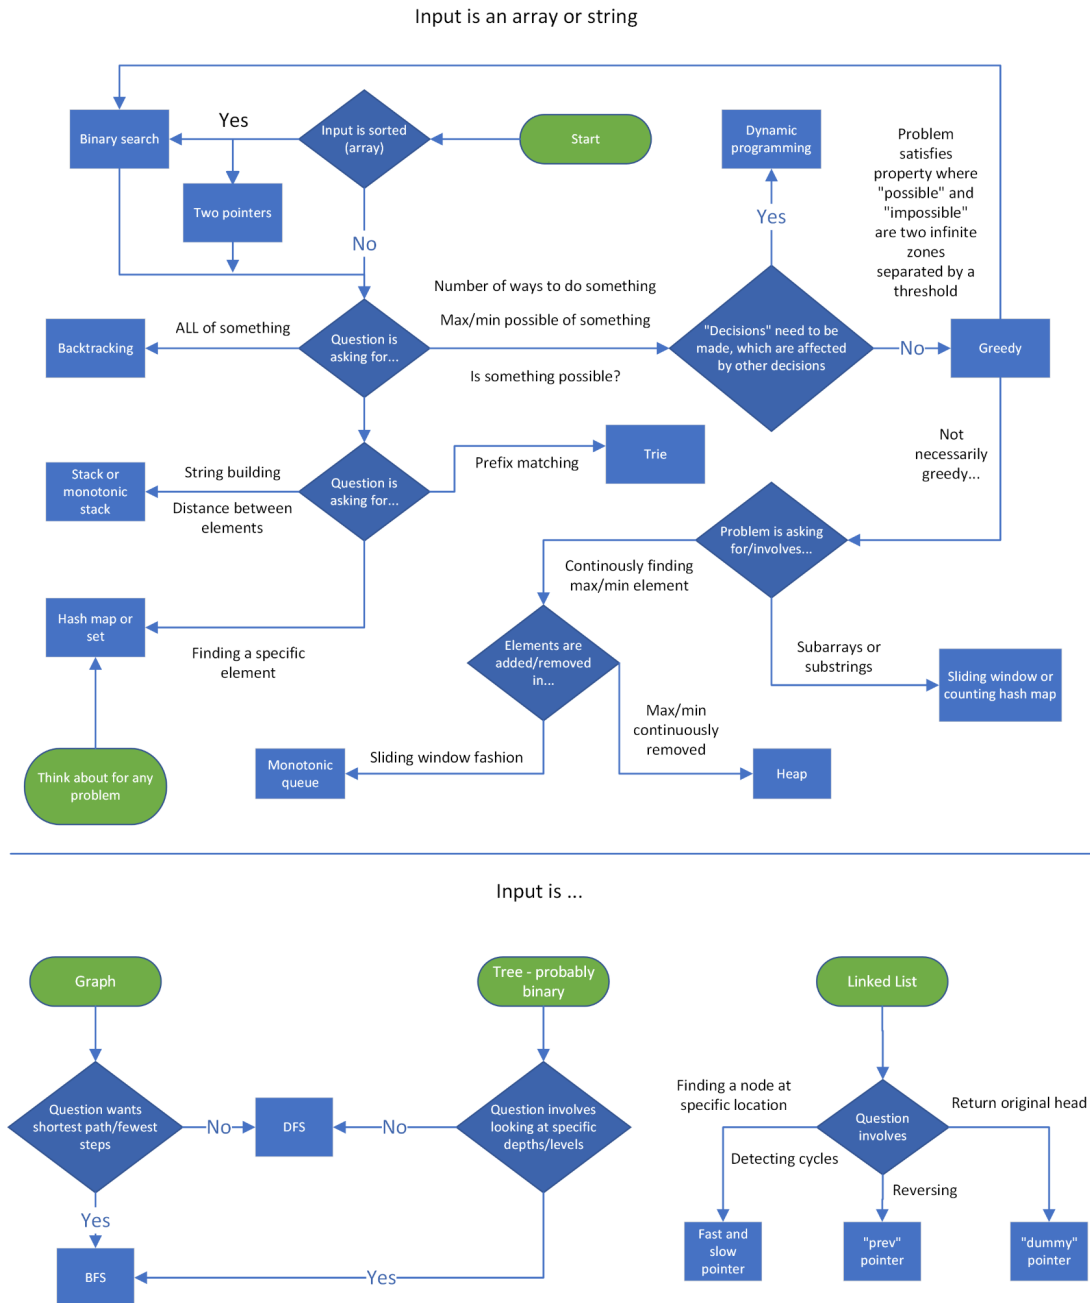 Input is an array or string
Binary search
Yes
Input is sorted
(array)
Start
Two pointers
No
Dynamic
programming
Yes
Problem
satisfies
property where
"possible" and
"impossible"
are two infinite
zones
separated by a
threshold
Number of ways to do something
Max/min possible of something
Is something possible?
ALL of something
Backtracking
Question is
asking for...
"Decisions" need to be
made, which are affected
by other decisions
No
Greedy
Not
necessarily
greedy...
String building
Distance between
elements
Stack or
monotonic
stack
Question is
asking for...
Prefix matching
Trie
Problem is asking
for/involves...
Continously finding
max/min element
Hash map or
set
Finding a specific
element
Elements are
added/removed
in...
Subarrays or
substrings
Sliding window or
counting hash map
Max/min
continuously
removed
Think about for any
problem
Monotonic
queue
Sliding window fashion
Heap
Input is ...
Graph
Tree - probably
binary
Linked List
Question wants
shortest path/fewest
steps
No
DFS
No
Question involves
looking at specific
depths/levels
Finding a node at
specific location
Detecting cycles
Question
involves
Return original head
Reversing
Yes
BFS
Yes
Fast and
slow
pointer
"prev"
pointer
"dummy"
pointer